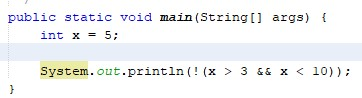 public static void main(String[] args) {
    int x = 5;
    System.out.println(!(x > 3 && x < 10));
}